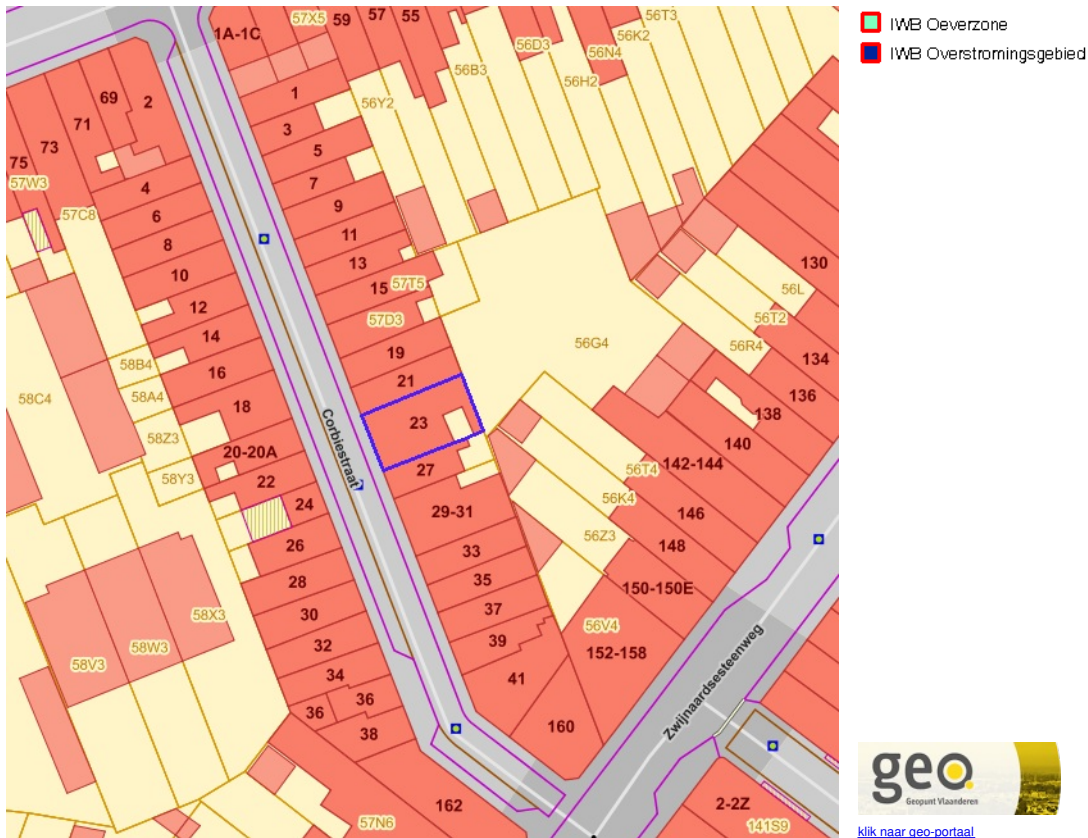 1A-1C
57X5
59
57
55
56D3
56T3
56K2
56N4
56B3
56H2
56Y2
69
2
71
73
75
57W3
57C8
1
3
5
7
9
11
13
15
57T5
57D3
19
21
23
27
29-31
33
35
37
39
41
4
6
8
10
12
14
16
18
20-20A
22
24
26
28
30
32
34
36
36
38
58B4
58A4
58C4
58Z3
58Y3
58X3
58W3
58V3
Corbiestraat
56G4
130
56L
56T2
56R4
134
136
138
140
142-144
56T4
146
56K4
148
56Z3
150-150E
56V4
152-158
160
Zwijnaardsesteenweg
162
57N6
2-2Z
141S9
IWB Oeverzone
IWB Overstromingsgebied
geo.
Geopunt Vlaanderen
klik naar geo-portaal